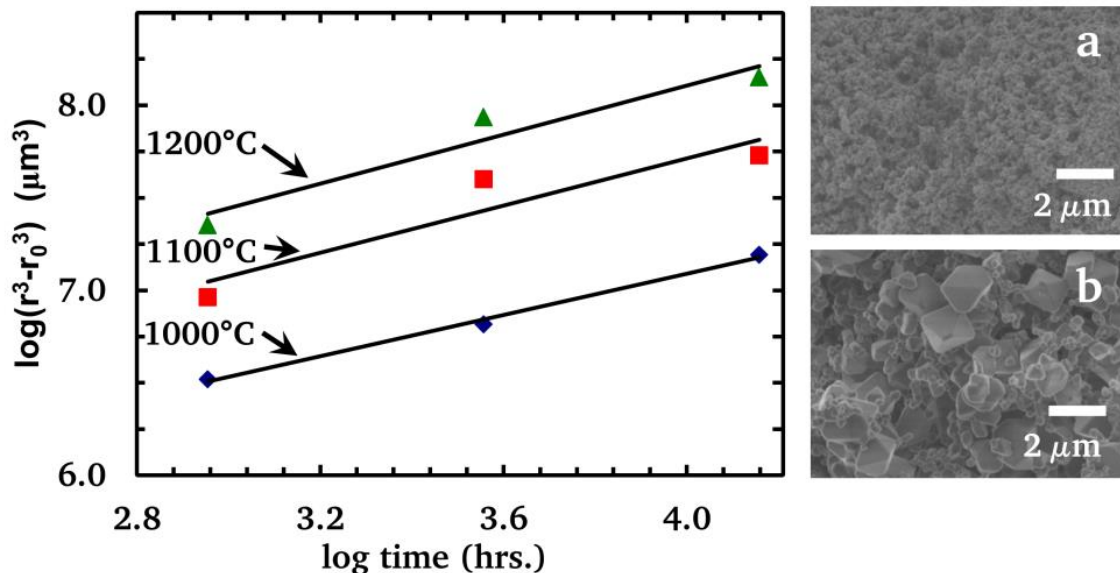 log(r³-r₀³) (μm³)
8.0
7.0
6.0
1200°C
1100°C
1000°C
2.8 3.2 3.6 4.0
log time (hrs.)
a
2 μm
b
2 μm